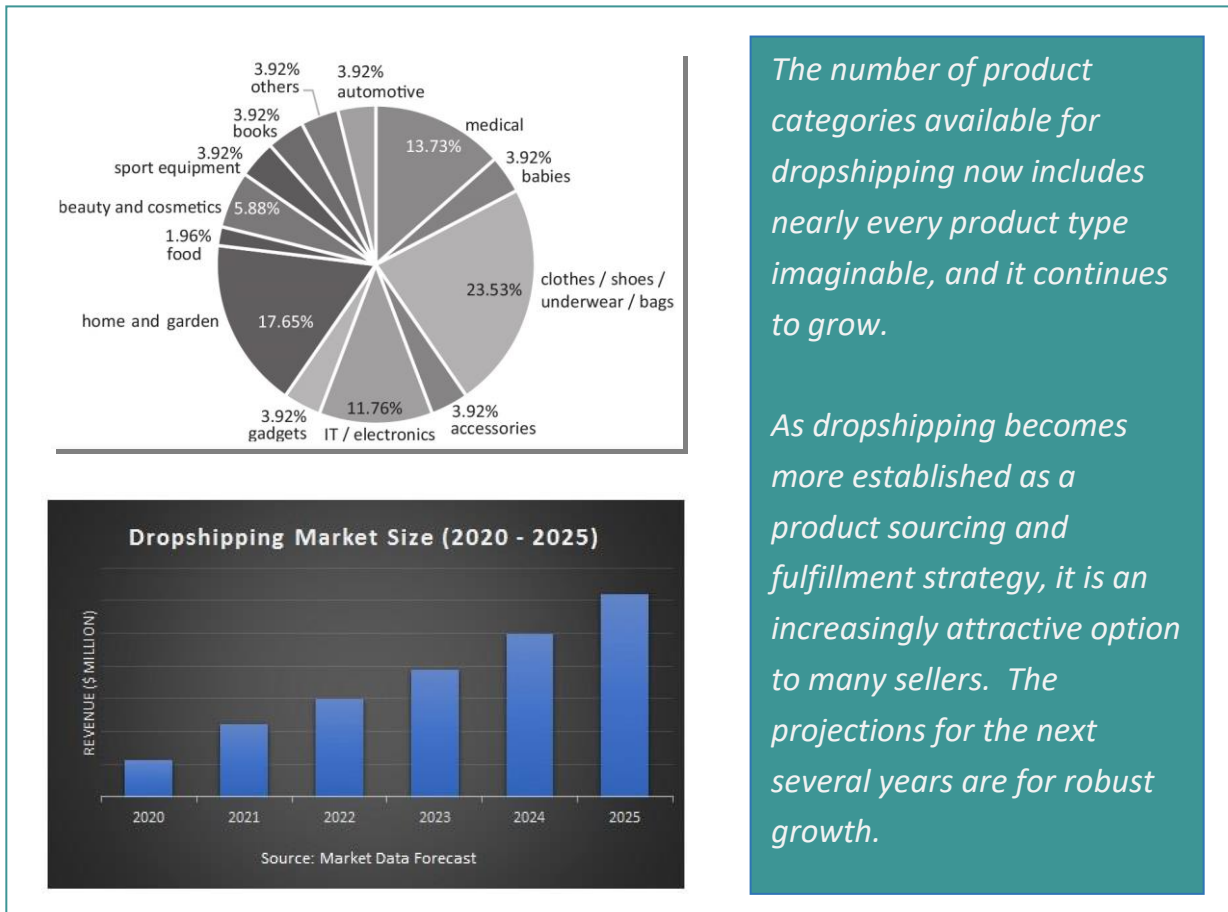 3.92%
others
3.92%
automotive
3.92%
books
medical
13.73%
3.92%
sport equipment
3.92%
babies
beauty and cosmetics
5.88%
1.96%
food
clothes / shoes /
underwear / bags
23.53%
home and garden
17.65%
3.92%
gadgets
11.76%
IT / electronics
3.92%
accessories
Dropshipping Market Size (2020 - 2025)
REVENUE ($ MILLION)
2020 2021 2022 2023 2024 2025
Source: Market Data Forecast
The number of product
categories available for
dropshipping now includes
nearly every product type
imaginable, and it continues
to grow.
As dropshipping becomes
more established as a
product sourcing and
fulfillment strategy, it is an
increasingly attractive option
to many sellers. The
projections for the next
several years are for robust
growth.